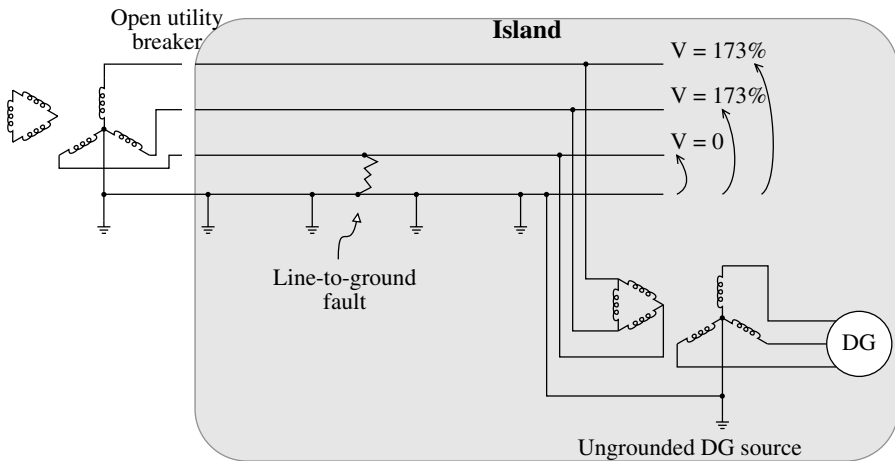 Open utility
breaker
Island
V = 173%
V = 173%
V = 0
Line-to-ground
fault
DG
Ungrounded DG source